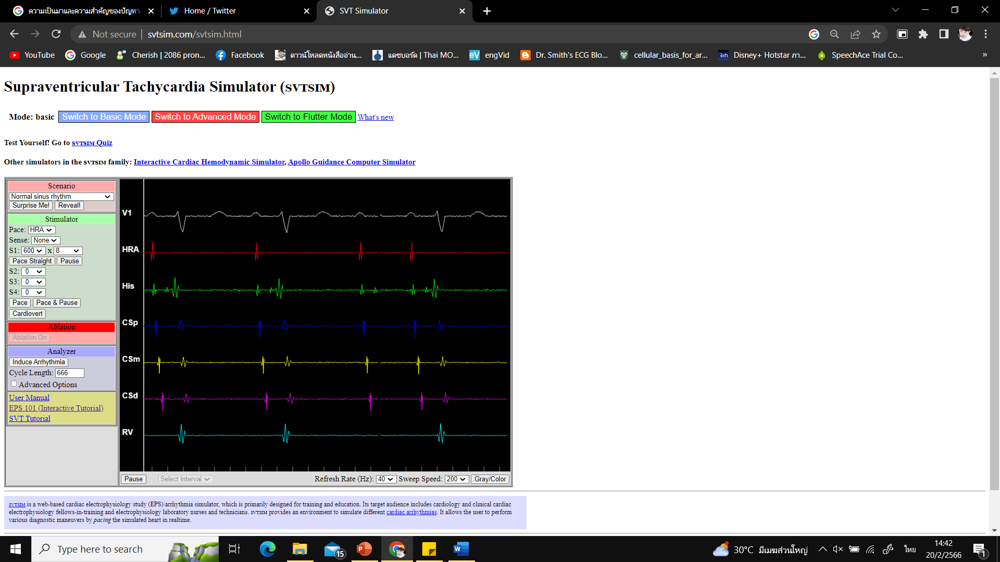 ความเป็นมาและความสำคัญของปัญหา
Home / Twitter
SVT Simulator
Not secure
svtsim.com/svtsim.html
YouTube
Google
Cherish | 2086 pron...
Facebook
ดาวน์โหลดหนังสืออ่าน...
แดชบอร์ด | Thai MO...
eV engVid
Dr. Smith's ECG Blo...
cellular_basis_for_ar...
Dh Disney+ Hotstar ภา...
SpeechAce Trial Co...
»
Supraventricular Tachycardia Simulator (SVTSIM)
Mode: basic Switch to Basic Mode Switch to Advanced Mode Switch to Flutter Mode What's new
Test Yourself! Go to SVTSIM Quiz
Other simulators in the SVTSIM family: Interactive Cardiac Hemodynamic Simulator, Apollo Guidance Computer Simulator
Scenario
Normal sinus rhythm
Surprise Me! Reveal!
Stimulator
Pace: HRA
Sense: None
S1: 600 x 8
Pace Straight Pause
S2: 0
S3: 0
S4: 0
Pace Pace & Pause
Cardiovert
Ablation
Ablation On
Analyzer
Induce Arrhythmia
Cycle Length: 666
Advanced Options
User Manual
EPS 101 (Interactive Tutorial)
SVT Tutorial
V1
HRA
His
CSp
CSm
CSd
RV
Pause Select Interval Refresh Rate (Hz): 40 Sweep Speed: 200 Gray/Color
SVTSIM is a web-based cardiac electrophysiology study (EPS)/arrhythmia simulator, which is primarily designed for training and education. Its target audience includes cardiology and clinical cardiac
electrophysiology fellows-in-training and electrophysiology laboratory nurses and technicians. SVTSIM provides an environment to simulate different cardiac arrhythmias. It allows the user to perform
various diagnostic maneuvers by pacing the simulated heart in realtime.
Type here to search
15
P
W
30°C มีเมฆส่วนใหญ่
ไทย
14:42
20/2/2566
1